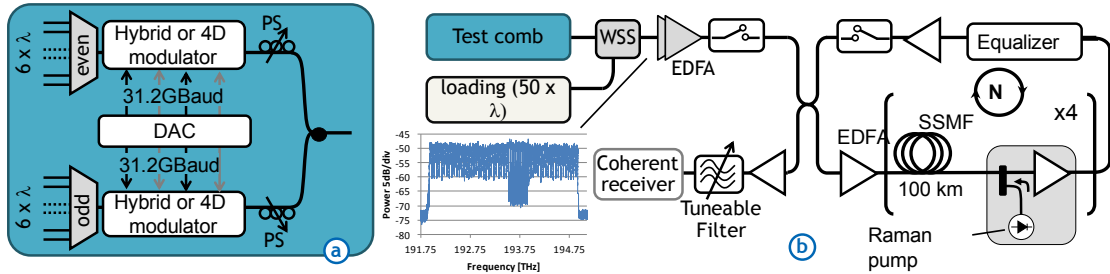 6 x λ
even
Hybrid or 4D
modulator
PS
31.2GBaud
DAC
31.2GBaud
6 x λ
odd
Hybrid or 4D
modulator
PS
a
Test comb
WSS
EDFA
loading (50 x
λ)
Equalizer
N
x4
EDFA
SSMF
100 km
Raman
pump
Coherent
receiver
Tuneable
Filter
b
Power 5dB/div
-45
-50
-55
-60
-65
-70
-75
-80
191.75 192.75 193.75 194.75
Frequency [THz]